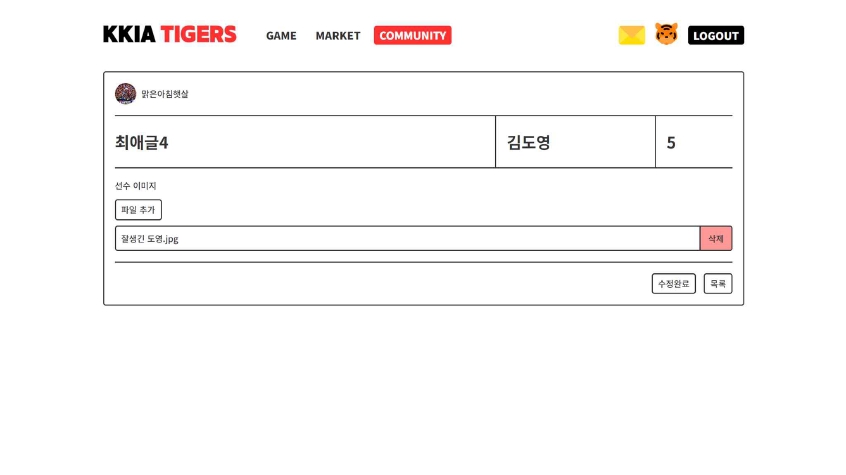 KKIA TIGERS GAME MARKET COMMUNITY LOGOUT
맑은아침햇살
최애글4 김도영 5
선수 이미지
파일 추가
잘생긴 도영.jpg 삭제
수정완료 목록